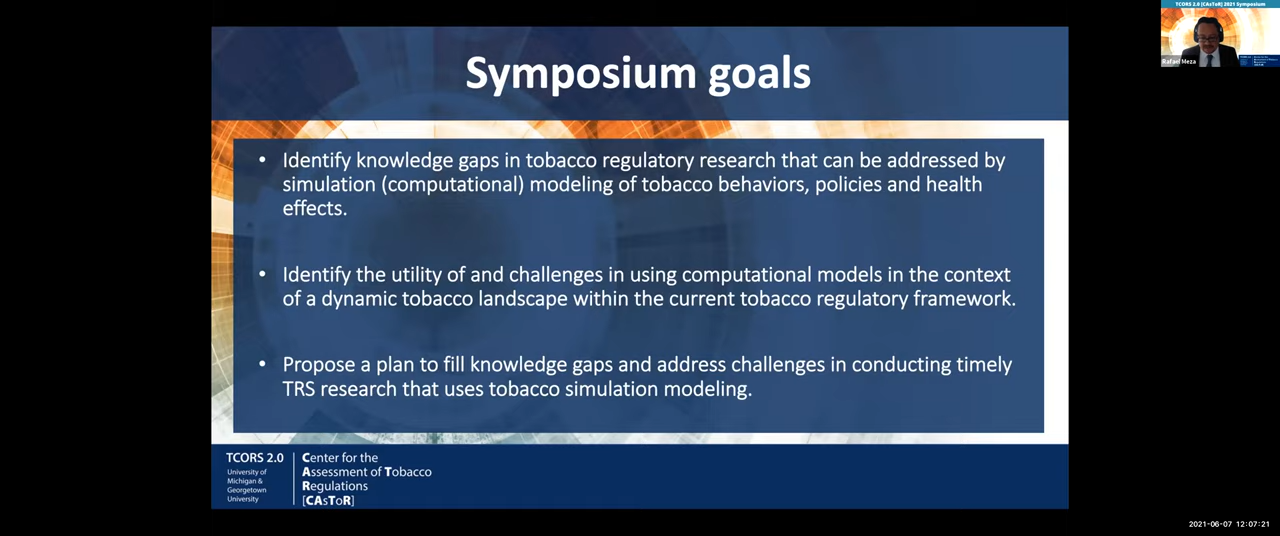 TCORS 2.0 [CAsToR] 2021 Symposium
Rafael Meza
Symposium goals
• Identify knowledge gaps in tobacco regulatory research that can be addressed by
simulation (computational) modeling of tobacco behaviors, policies and health
effects.
• Identify the utility of and challenges in using computational models in the context
of a dynamic tobacco landscape within the current tobacco regulatory framework.
• Propose a plan to fill knowledge gaps and address challenges in conducting timely
TRS research that uses tobacco simulation modeling.
TCORS 2.0
University of
Michigan &
Georgetown
University
Center for the
Assessment of Tobacco
Regulations
[CAsToR]
2021-06-07 12:07:21